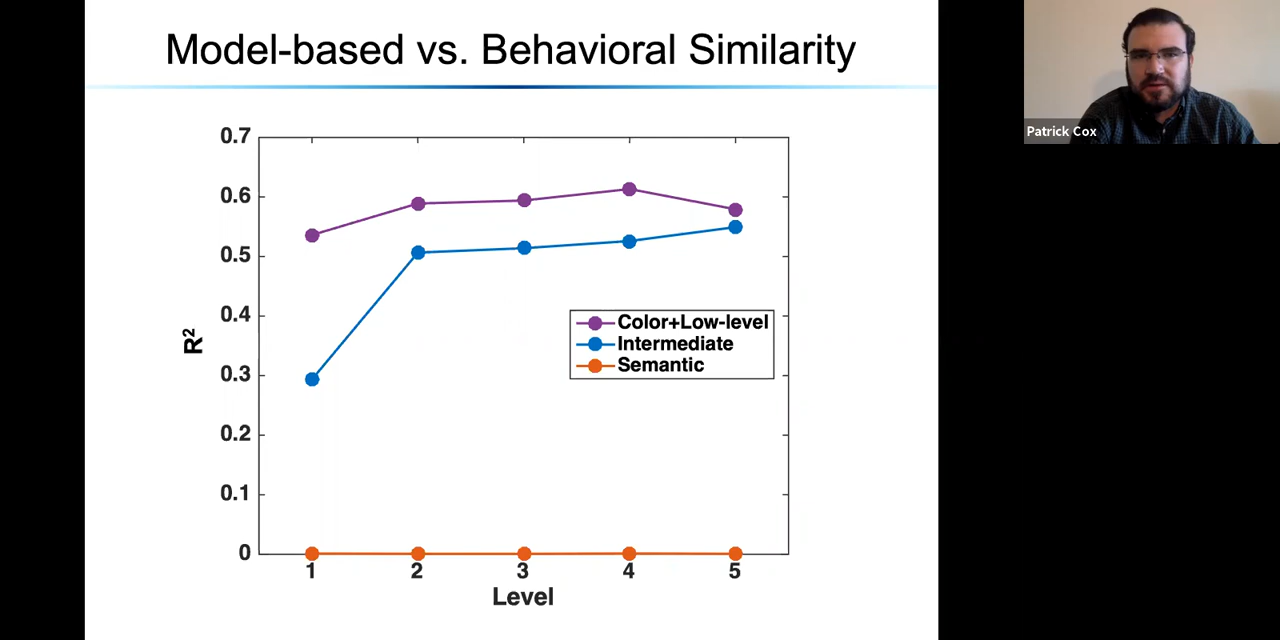 Model-based vs. Behavioral Similarity
Patrick Cox
0.7
0.6
0.5
0.4
0.3
0.2
0.1
0
R²
Color+Low-level
Intermediate
Semantic
1 2 3 4 5
Level